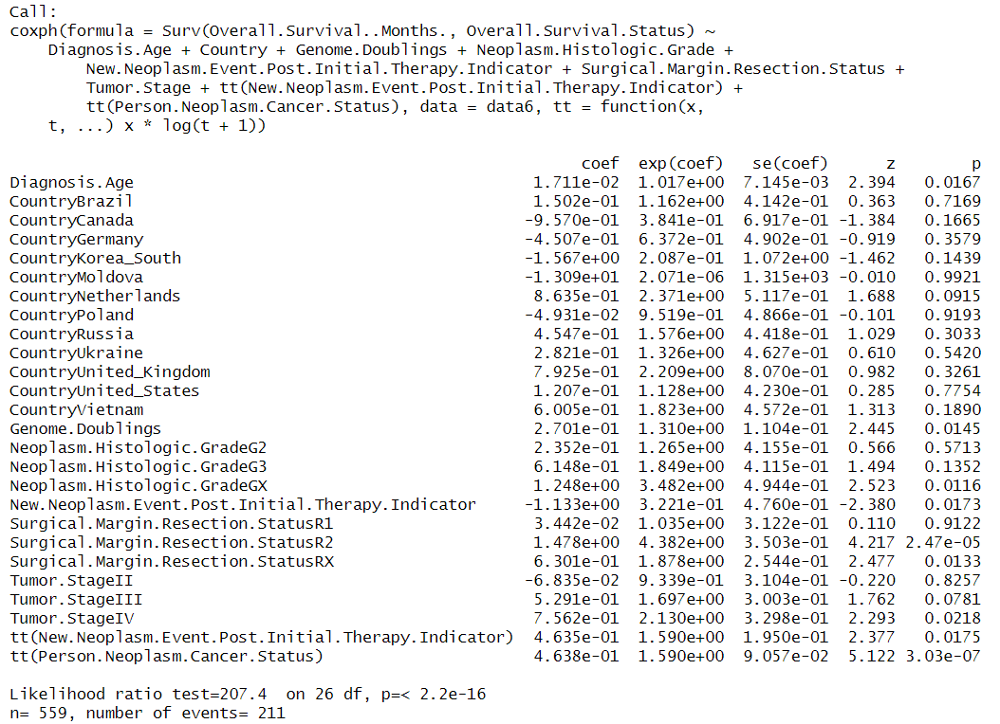 Call:
coxph(formula = Surv(Overall.Survival..Months., Overall.Survival.Status) ~
    Diagnosis.Age + Country + Genome.Doublings + Neoplasm.Histologic.Grade +
        New.Neoplasm.Event.Post.Initial.Therapy.Indicator + Surgical.Margin.Resection.Status +
        Tumor.Stage + tt(New.Neoplasm.Event.Post.Initial.Therapy.Indicator) +
        tt(Person.Neoplasm.Cancer.Status), data = data6, tt = function(x,
    t, ...) x * log(t + 1))
coef exp(coef) se(coef) z p
Diagnosis.Age 1.711e-02 1.017e+00 7.145e-03 2.394 0.0167
CountryBrazil 1.502e-01 1.162e+00 4.142e-01 0.363 0.7169
CountryCanada -9.570e-01 3.841e-01 6.917e-01 -1.384 0.1665
CountryGermany -4.507e-01 6.372e-01 4.902e-01 -0.919 0.3579
CountryKorea_South -1.567e+00 2.087e-01 1.072e+00 -1.462 0.1439
CountryMoldova -1.309e+01 2.071e-06 1.315e+03 -0.010 0.9921
CountryNetherlands 8.635e-01 2.371e+00 5.117e-01 1.688 0.0915
CountryPoland -4.931e-02 9.519e-01 4.866e-01 -0.101 0.9193
CountryRussia 4.547e-01 1.576e+00 4.418e-01 1.029 0.3033
CountryUkraine 2.821e-01 1.326e+00 4.627e-01 0.610 0.5420
CountryUnited_Kingdom 7.925e-01 2.209e+00 8.070e-01 0.982 0.3261
CountryUnited_States 1.207e-01 1.128e+00 4.230e-01 0.285 0.7754
CountryVietnam 6.005e-01 1.823e+00 4.572e-01 1.313 0.1890
Genome.Doublings 2.701e-01 1.310e+00 1.104e-01 2.445 0.0145
Neoplasm.Histologic.GradeG2 2.352e-01 1.265e+00 4.155e-01 0.566 0.5713
Neoplasm.Histologic.GradeG3 6.148e-01 1.849e+00 4.115e-01 1.494 0.1352
Neoplasm.Histologic.GradeGX 1.248e+00 3.482e+00 4.944e-01 2.523 0.0116
New.Neoplasm.Event.Post.Initial.Therapy.Indicator -1.133e+00 3.221e-01 4.760e-01 -2.380 0.0173
Surgical.Margin.Resection.StatusR1 3.442e-02 1.035e+00 3.122e-01 0.110 0.9122
Surgical.Margin.Resection.StatusR2 1.478e+00 4.382e+00 3.503e-01 4.217 2.47e-05
Surgical.Margin.Resection.StatusRX 6.301e-01 1.878e+00 2.544e-01 2.477 0.0133
Tumor.StageII -6.835e-02 9.339e-01 3.104e-01 -0.220 0.8257
Tumor.StageIII 5.291e-01 1.697e+00 3.003e-01 1.762 0.0781
Tumor.StageIV 7.562e-01 2.130e+00 3.298e-01 2.293 0.0218
tt(New.Neoplasm.Event.Post.Initial.Therapy.Indicator) 4.635e-01 1.590e+00 1.950e-01 2.377 0.0175
tt(Person.Neoplasm.Cancer.Status) 4.638e-01 1.590e+00 9.057e-02 5.122 3.03e-07
Likelihood ratio test=207.4  on 26 df, p=< 2.2e-16
n= 559, number of events= 211